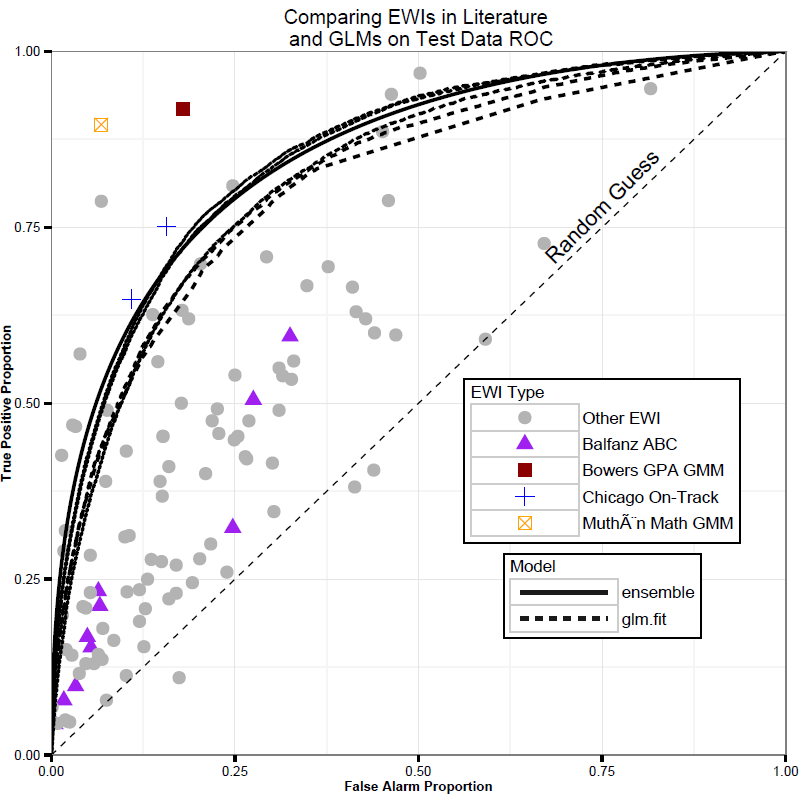 Comparing EWIs in Literature
and GLMs on Test Data ROC
1.00
0.75
0.50
0.25
0.00
True Positive Proportion
Random Guess
EWI Type
Other EWI
Balfanz ABC
Bowers GPA GMM
Chicago On-Track
MuthÃ¨n Math GMM
Model
ensemble
glm.fit
0.00
0.25
0.50
0.75
1.00
False Alarm Proportion